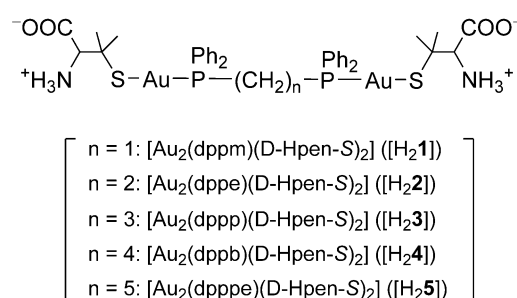 ⁻OOC COO⁻
Ph₂ Ph₂
⁺H₃N S–Au–P–(CH₂)ₙ–P–Au–S NH₃⁺
n = 1: [Au₂(dppm)(D-Hpen-S)₂] ([H₂1])
n = 2: [Au₂(dppe)(D-Hpen-S)₂] ([H₂2])
n = 3: [Au₂(dppp)(D-Hpen-S)₂] ([H₂3])
n = 4: [Au₂(dppb)(D-Hpen-S)₂] ([H₂4])
n = 5: [Au₂(dpppe)(D-Hpen-S)₂] ([H₂5])